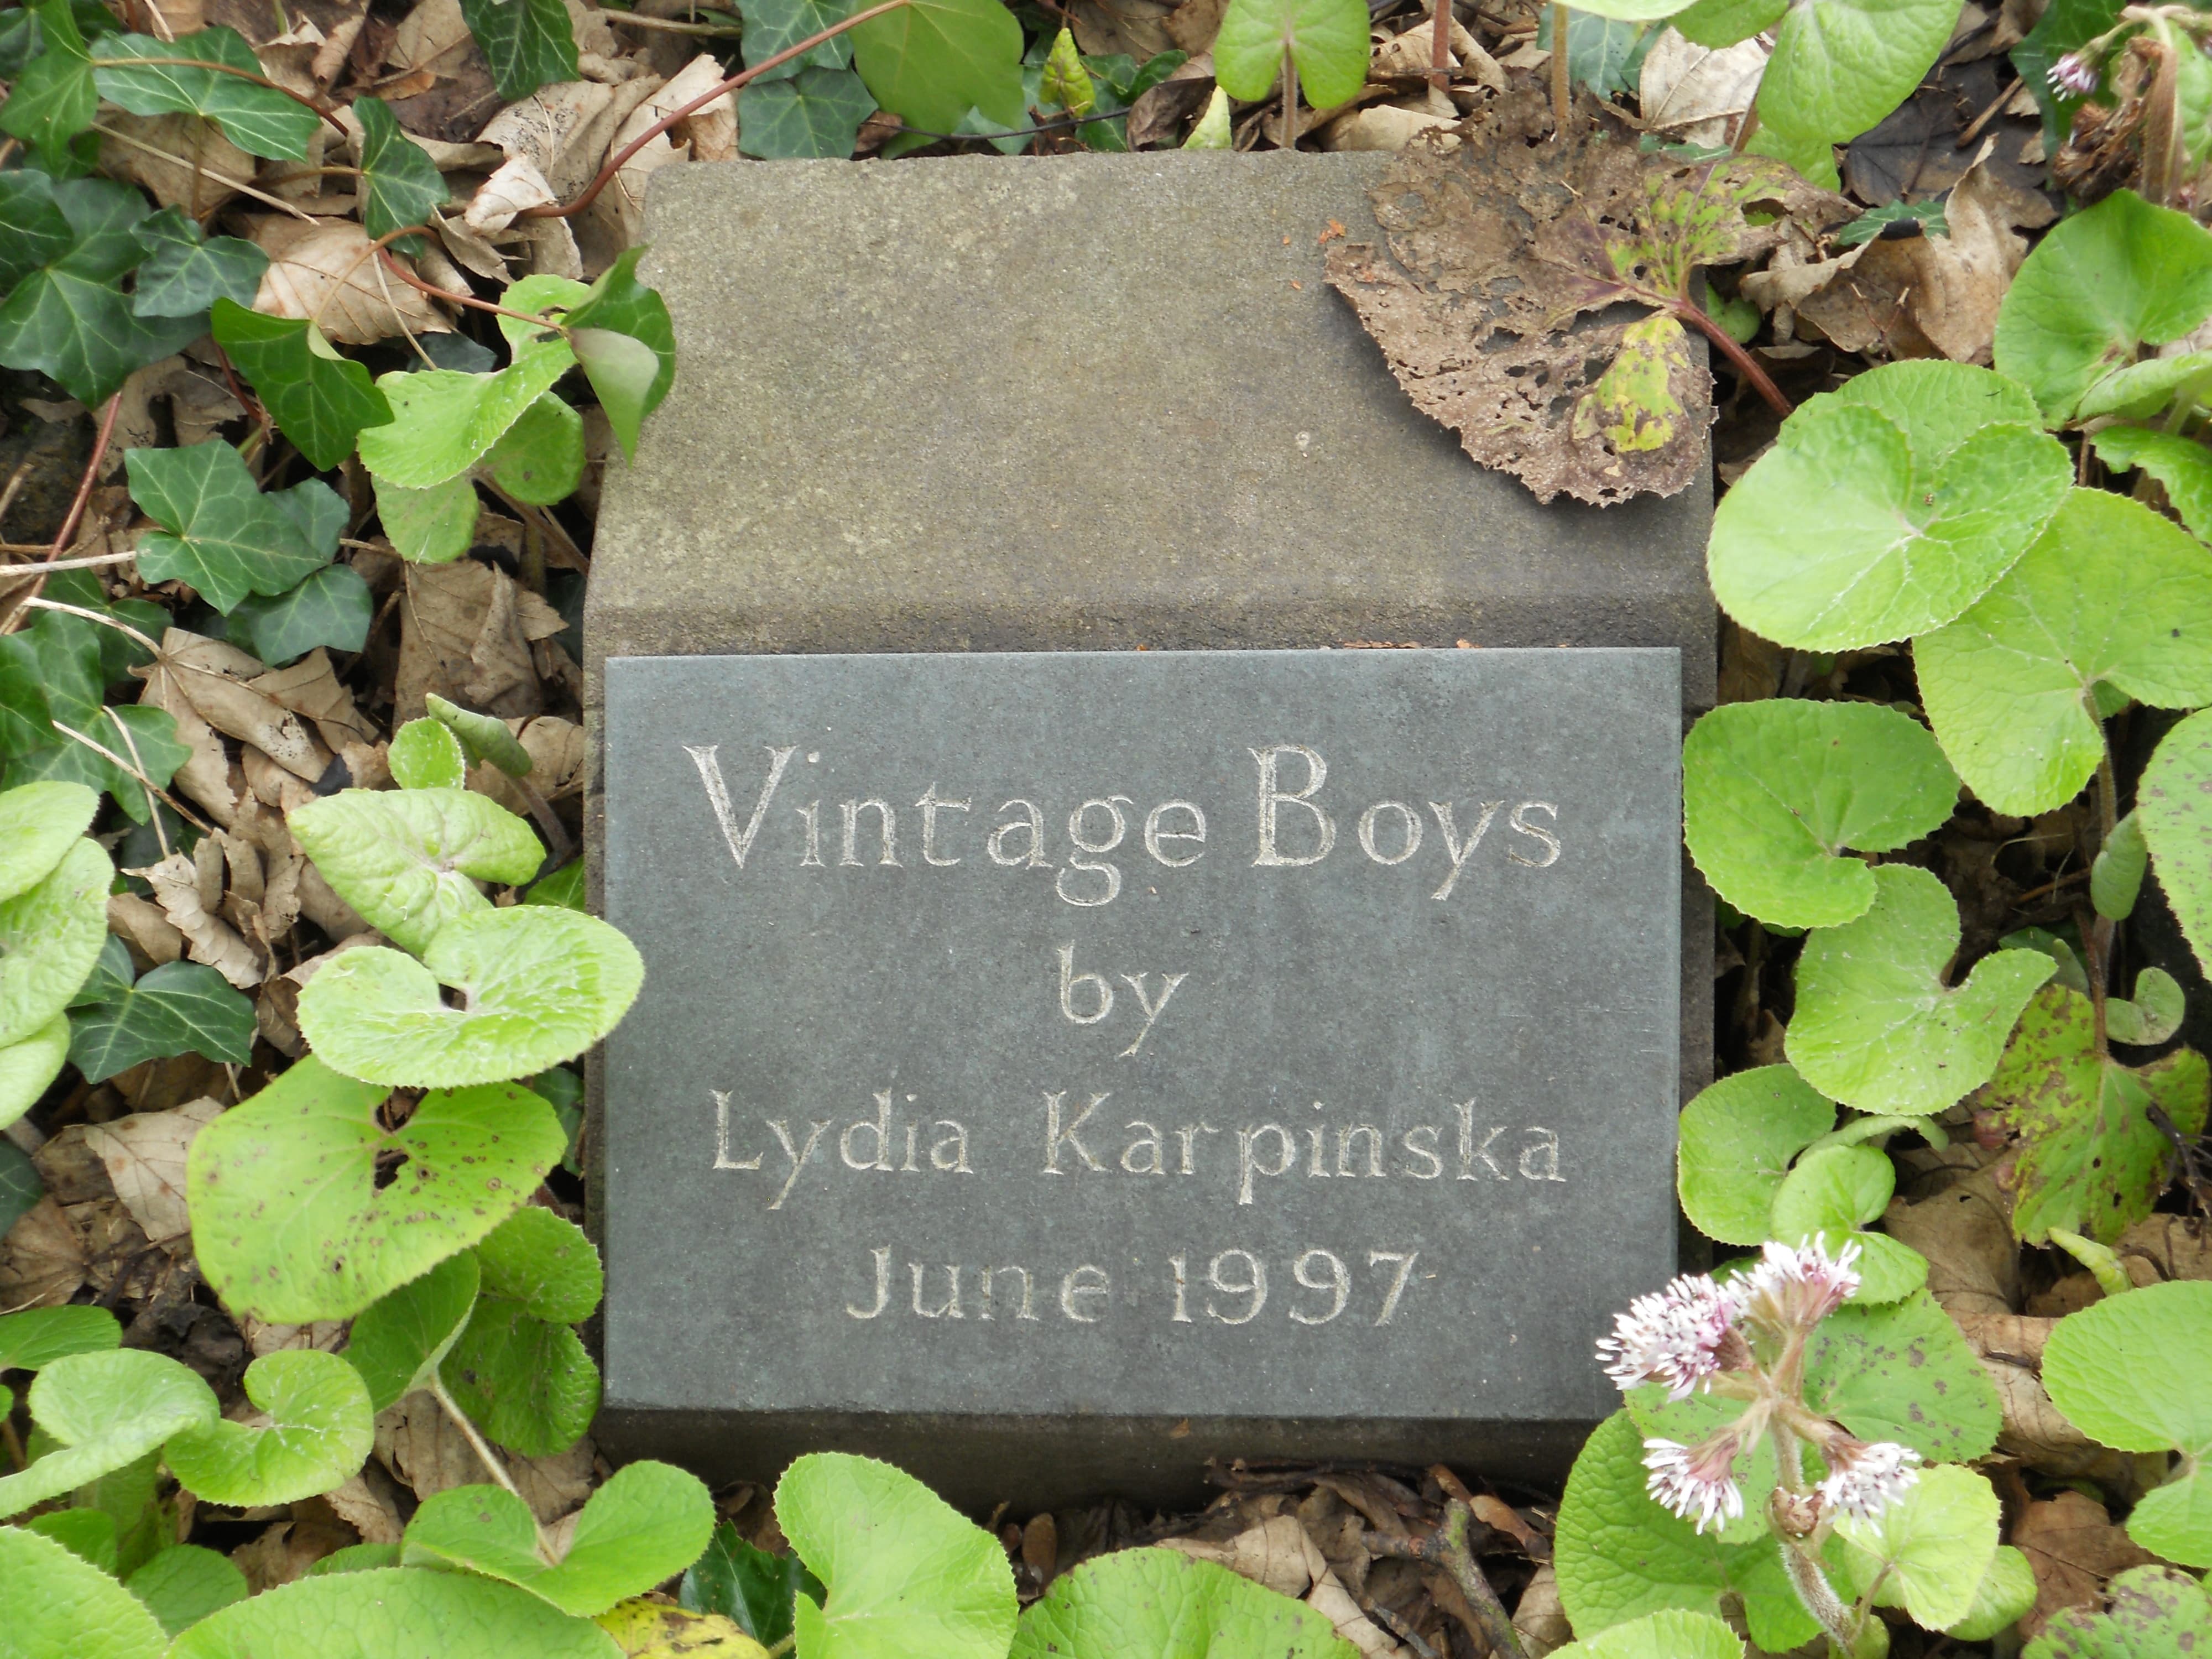 Vintage Boys
by
Lydia Karpinska
June 1997